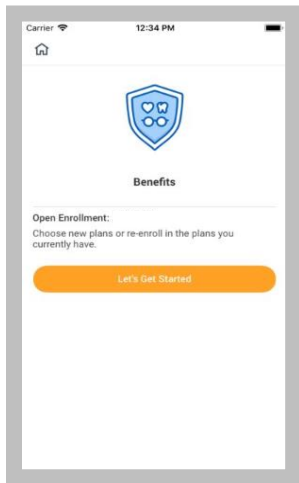 Carrier 12:34 PM
Benefits
Open Enrollment:
Choose new plans or re-enroll in the plans you
currently have.
Let's Get Started